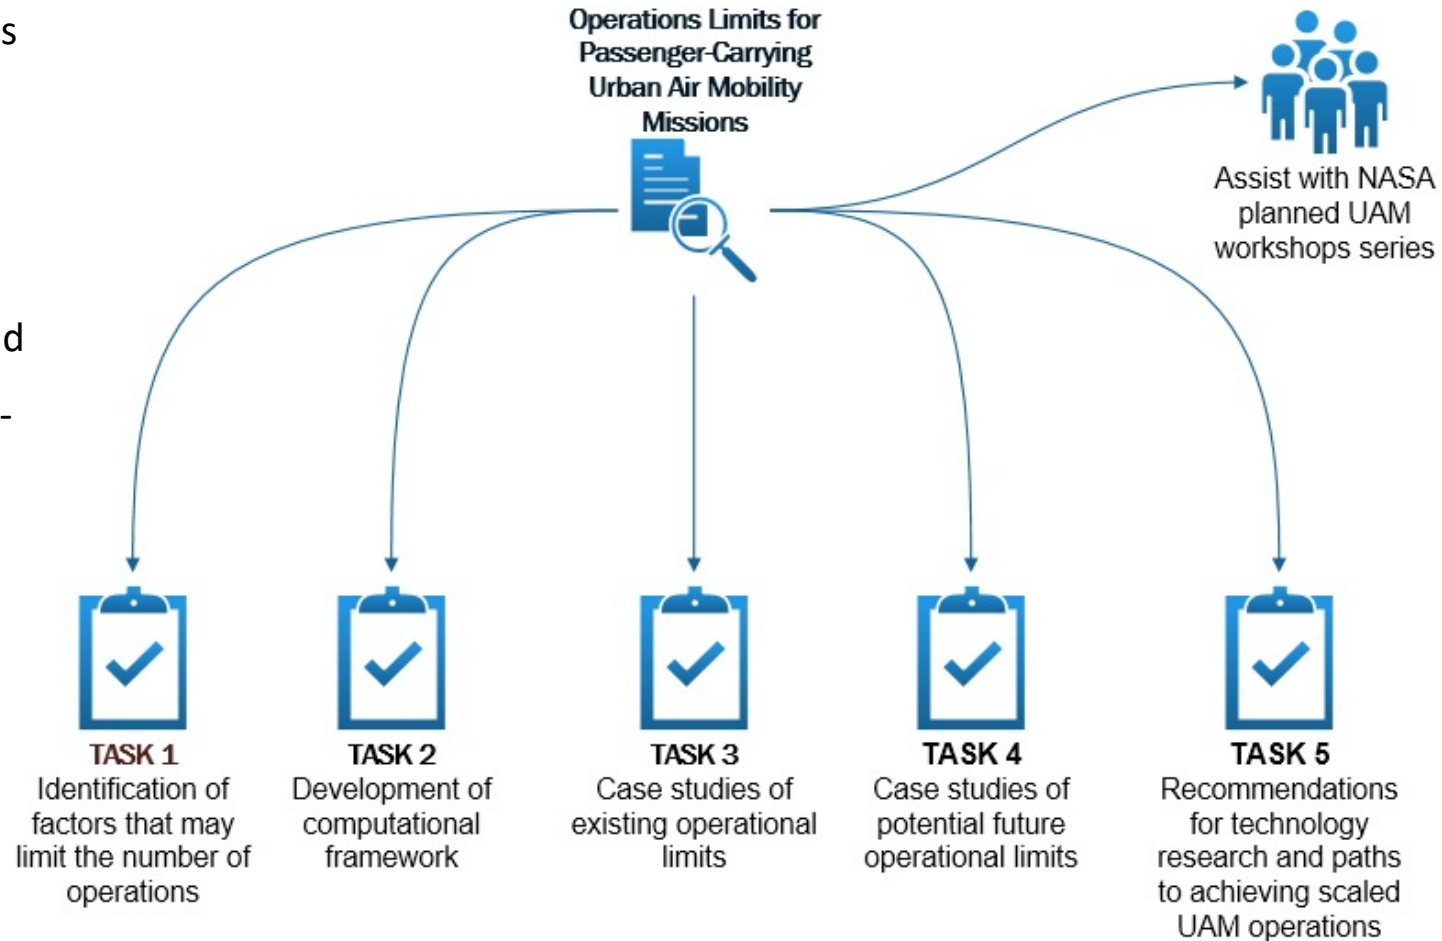 s
d
-
Operations Limits for
Passenger-Carrying
Urban Air Mobility
Missions
Assist with NASA
planned UAM
workshops series
TASK 1
Identification of
factors that may
limit the number of
operations
TASK 2
Development of
computational
framework
TASK 3
Case studies of
existing operational
limits
TASK 4
Case studies of
potential future
operational limits
TASK 5
Recommendations
for technology
research and paths
to achieving scaled
UAM operations